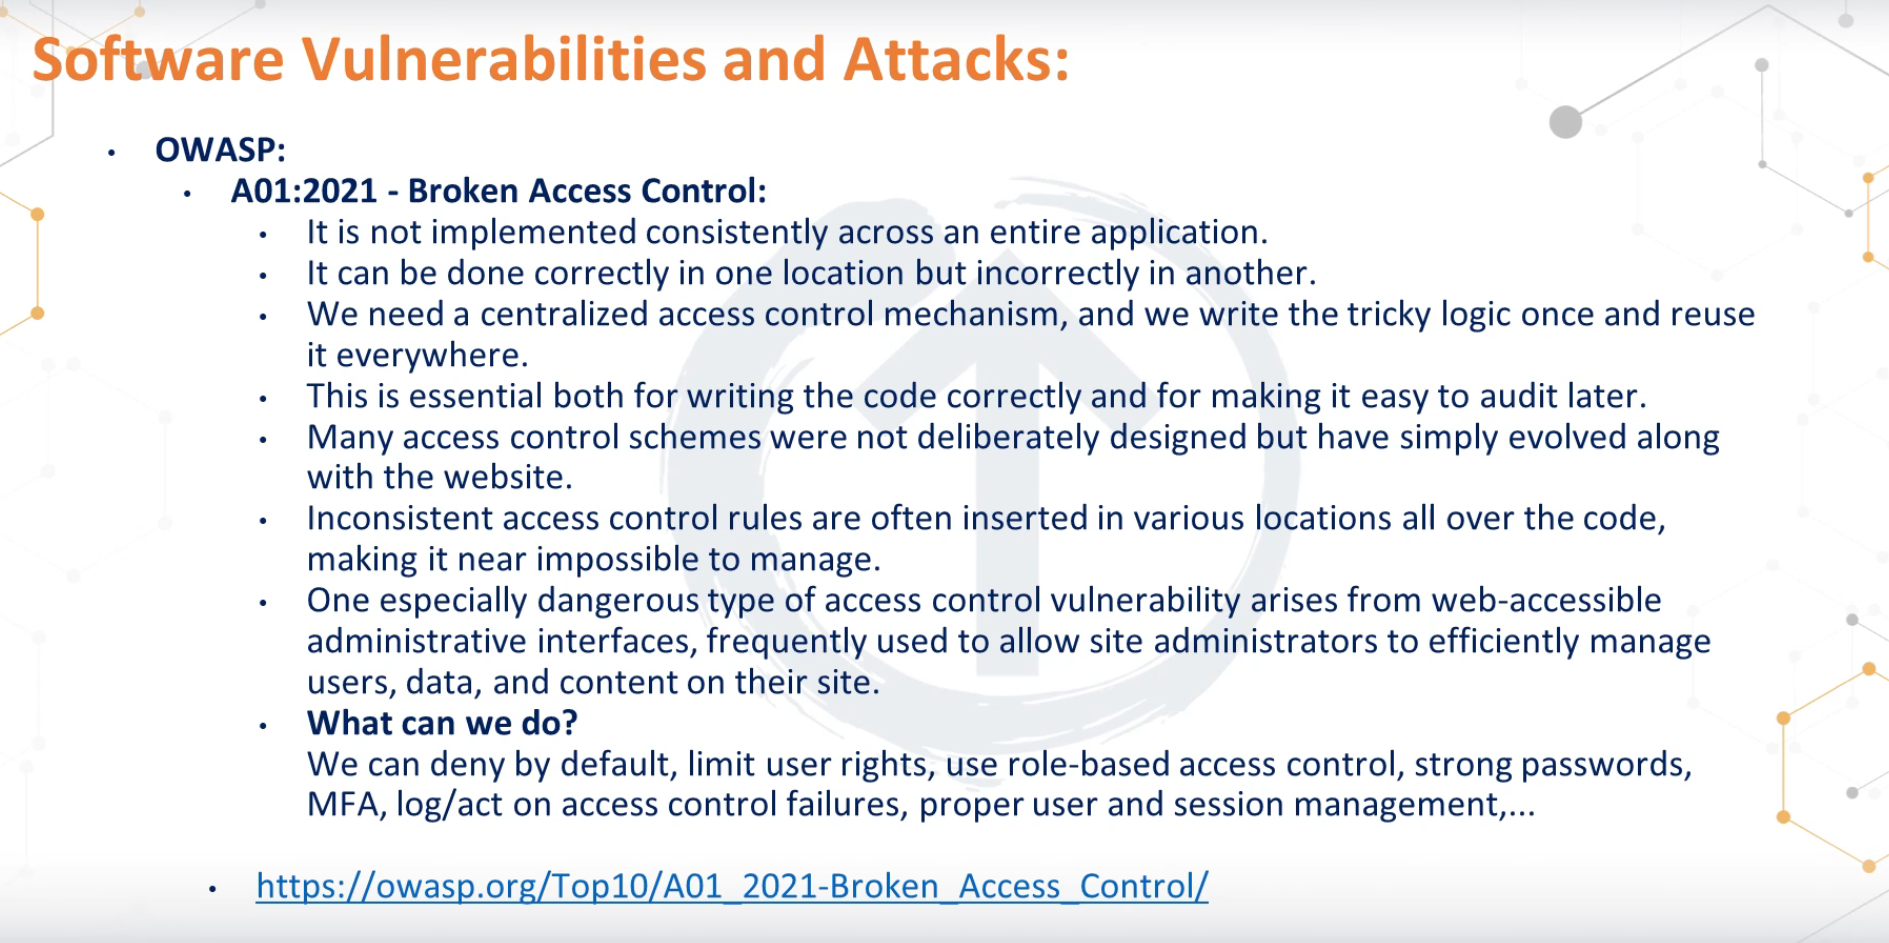 Software Vulnerabilities and Attacks:
• OWASP:
• A01:2021 - Broken Access Control:
• It is not implemented consistently across an entire application.
• It can be done correctly in one location but incorrectly in another.
• We need a centralized access control mechanism, and we write the tricky logic once and reuse
it everywhere.
• This is essential both for writing the code correctly and for making it easy to audit later.
• Many access control schemes were not deliberately designed but have simply evolved along
with the website.
• Inconsistent access control rules are often inserted in various locations all over the code,
making it near impossible to manage.
• One especially dangerous type of access control vulnerability arises from web-accessible
administrative interfaces, frequently used to allow site administrators to efficiently manage
users, data, and content on their site.
• What can we do?
We can deny by default, limit user rights, use role-based access control, strong passwords,
MFA, log/act on access control failures, proper user and session management,...
• https://owasp.org/Top10/A01_2021-Broken_Access_Control/